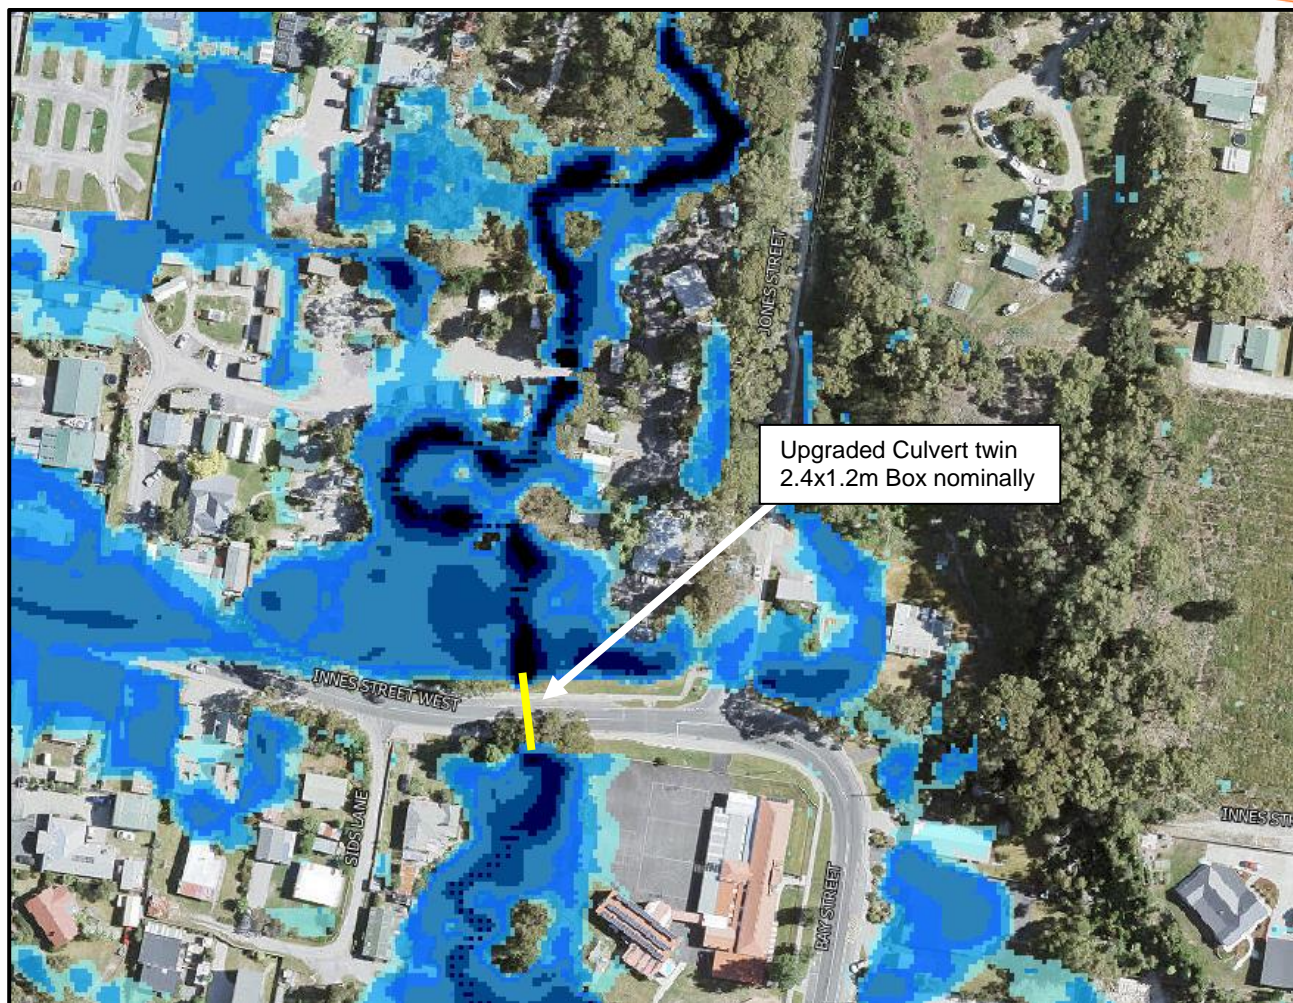 JONES STREET
Upgraded Culvert twin
2.4x1.2m Box nominally
INNES STREET WEST
SIDS LANE
BAY STREET
INNES ST